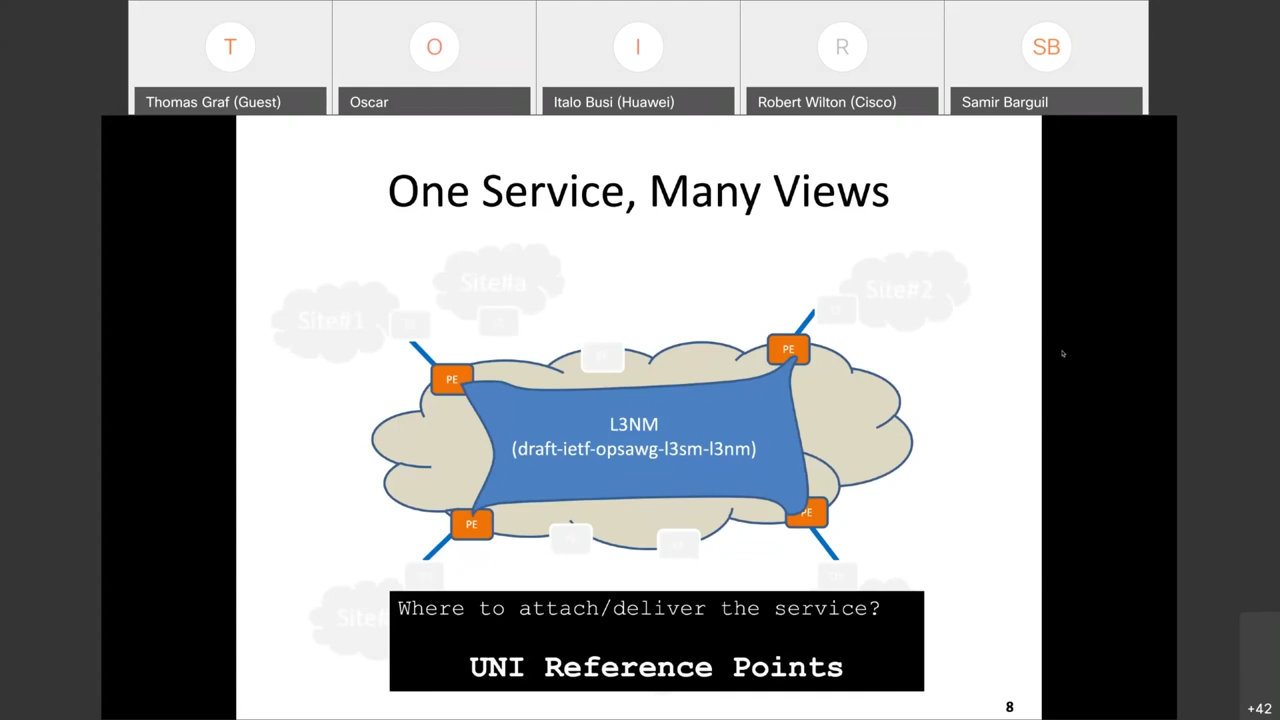 T
O
I
R
SB
Thomas Graf (Guest)
Oscar
Italo Busi (Huawei)
Robert Wilton (Cisco)
Samir Barguil
One Service, Many Views
Site#a
Site#2
Site#1
PE
PE
L3NM
(draft-ietf-opsawg-l3sm-l3nm)
PE
PE
Where to attach/deliver the service?
UNI Reference Points
8
+42